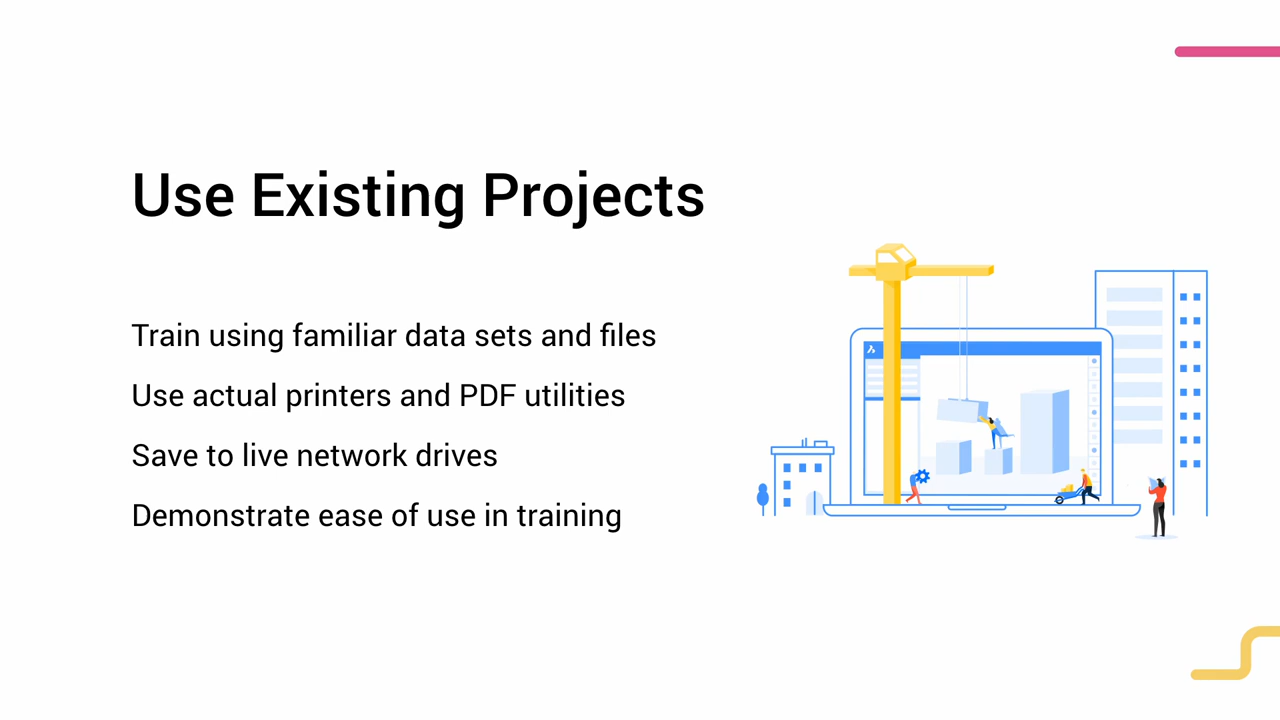 Use Existing Projects
Train using familiar data sets and files
Use actual printers and PDF utilities
Save to live network drives
Demonstrate ease of use in training